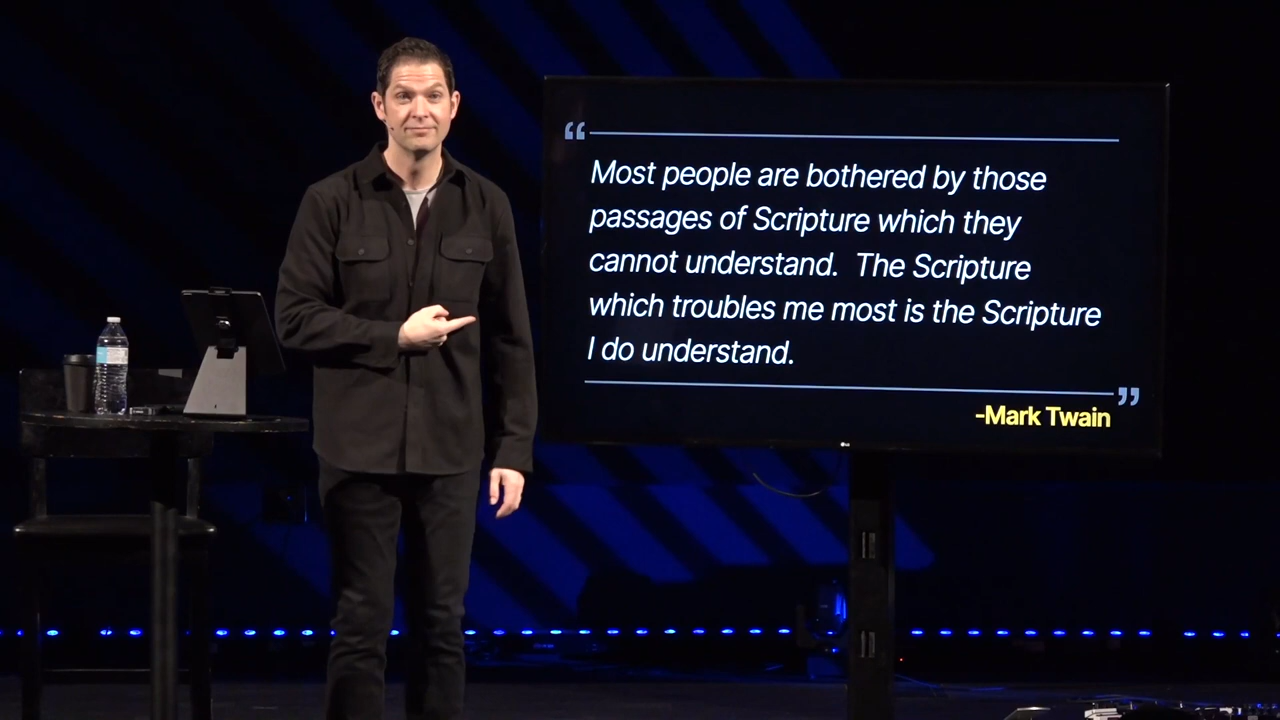 “
Most people are bothered by those
passages of Scripture which they
cannot understand.  The Scripture
which troubles me most is the Scripture
I do understand.
”
-Mark Twain
LG